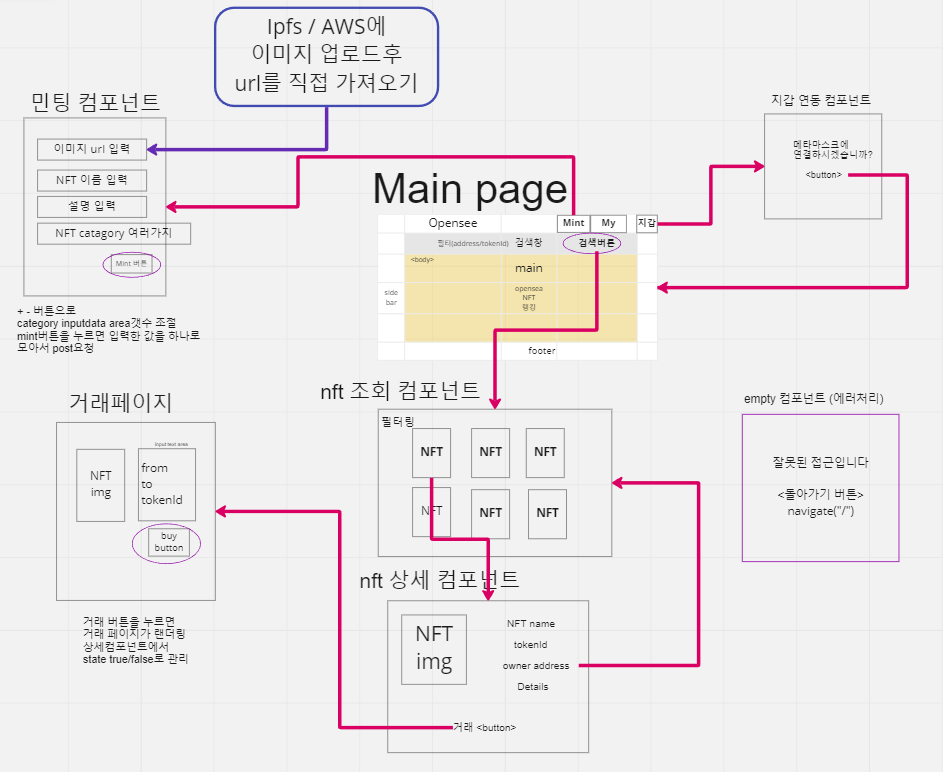 Ipfs / AWS에
이미지 업로드후
url를 직접 가져오기
민팅 컴포넌트
이미지 url 입력
NFT 이름 입력
설명 입력
NFT catagory 여러가지
Mint 버튼
+ - 버튼으로
category inputdata area갯수 조절
mint버튼을 누르면 입력한 값을 하나로
모아서 post요청
지갑 연동 컴포넌트
메타마스크에
연결하시겠습니까?
<button>
Main page
Opensee
Mint
My
지갑
필터(address/tokenId)
검색창
검색버튼
<body>
main
side
bar
opensea
NFT
랭킹
footer
거래페이지
NFT
img
input text area
from
to
tokenId
buy
button
거래 버튼을 누르면
거래 페이지가 랜더링
상세컴포넌트에서
state true/false로 관리
nft 조회 컴포넌트
필터링
NFT
NFT
NFT
NFT
NFT
NFT
empty 컴포넌트 (에러처리)
잘못된 접근입니다
<돌아가기 버튼>
navigate("/")
nft 상세 컴포넌트
NFT
img
NFT name
tokenId
owner address
Details
거래 <button>